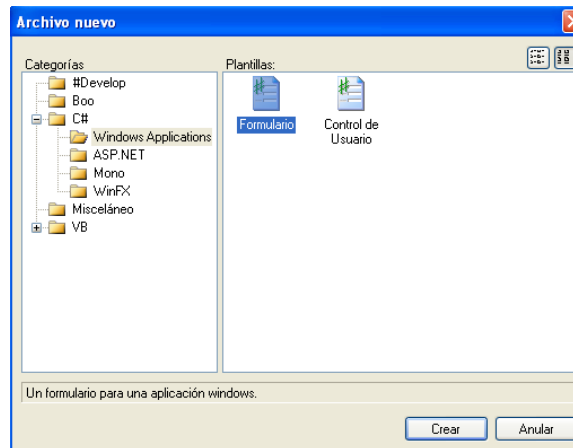 Archivo nuevo
Categorías
Plantillas:
#Develop
Boo
C#
Windows Applications
ASP.NET
Mono
WinFX
Misceláneo
VB
Formulario
Control de
Usuario
Un formulario para una aplicación windows.
Crear
Anular